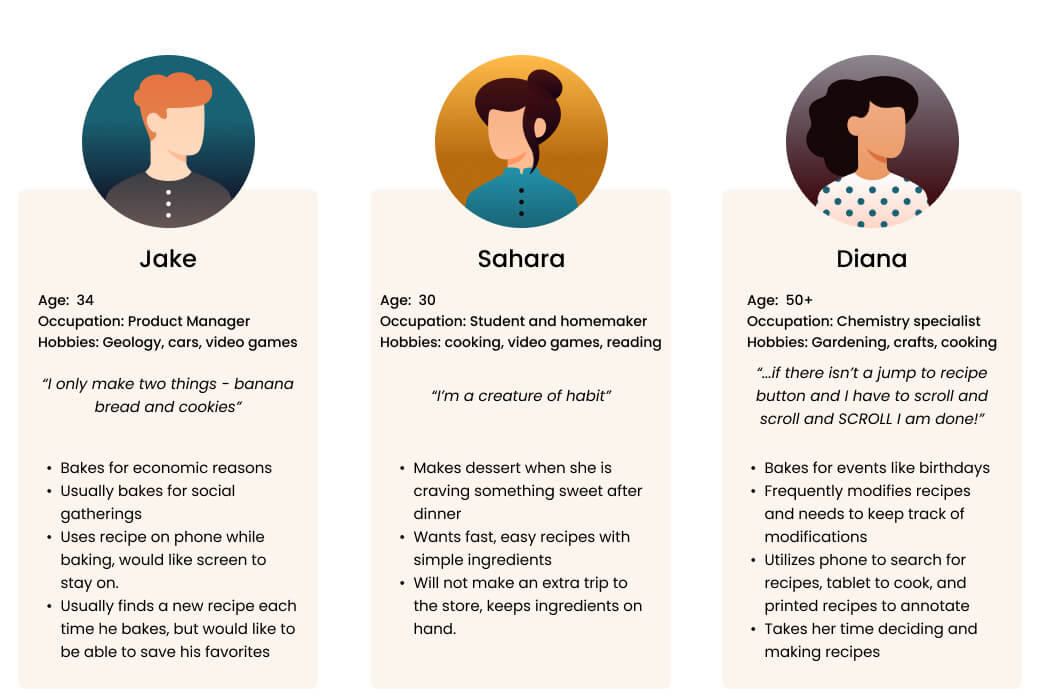 Jake
Age: 34
Occupation: Product Manager
Hobbies: Geology, cars, video games
“I only make two things - banana
bread and cookies”
• Bakes for economic reasons
• Usually bakes for social
gatherings
• Uses recipe on phone while
baking, would like screen to
stay on.
• Usually finds a new recipe each
time he bakes, but would like to
be able to save his favorites
Sahara
Age: 30
Occupation: Student and homemaker
Hobbies: cooking, video games, reading
“I’m a creature of habit”
• Makes dessert when she is
craving something sweet after
dinner
• Wants fast, easy recipes with
simple ingredients
• Will not make an extra trip to
the store, keeps ingredients on
hand.
Diana
Age: 50+
Occupation: Chemistry specialist
Hobbies: Gardening, crafts, cooking
“...if there isn’t a jump to recipe
button and I have to scroll and
scroll and SCROLL I am done!”
• Bakes for events like birthdays
• Frequently modifies recipes
and needs to keep track of
modifications
• Utilizes phone to search for
recipes, tablet to cook, and
printed recipes to annotate
• Takes her time deciding and
making recipes